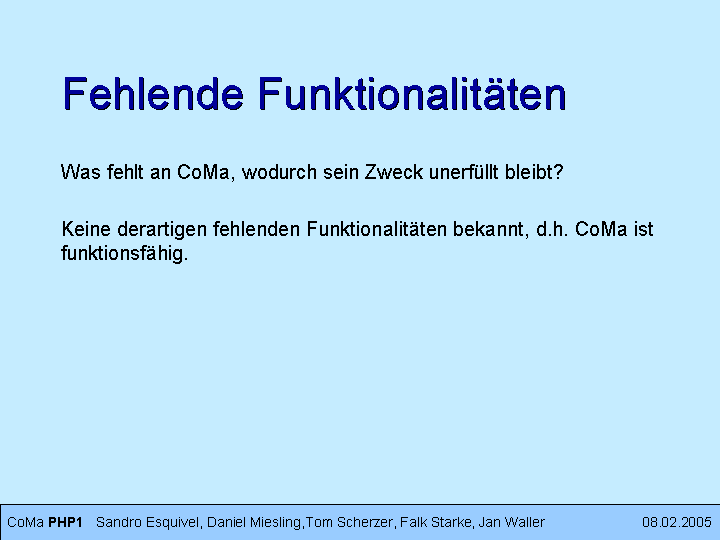 Fehlende Funktionalitäten
Was fehlt an CoMa, wodurch sein Zweck unerfüllt bleibt?
Keine derartigen fehlenden Funktionalitäten bekannt, d.h. CoMa ist
funktionsfähig.
CoMa PHP1 Sandro Esquivel, Daniel Miesling,Tom Scherzer, Falk Starke, Jan Waller 08.02.2005